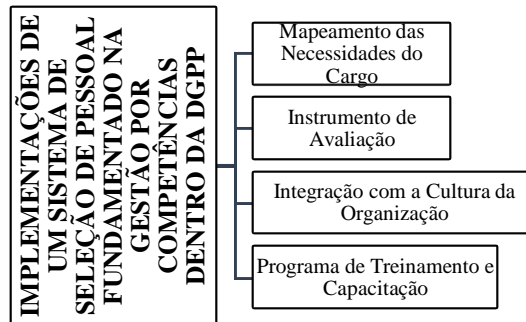 IMPLEMENTAÇÕES DE
UM SISTEMA DE
SELEÇÃO DE PESSOAL
FUNDAMENTADO NA
GESTÃO POR
COMPETÊNCIAS
DENTRO DA DGPP
Mapeamento das
Necessidades do
Cargo
Instrumento de
Avaliação
Integração com a Cultura da
Organização
Programa de Treinamento e
Capacitação